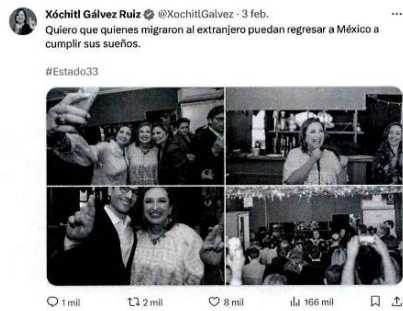 Xóchitl Gálvez Ruiz @XochitlGalvez · 3 feb.
Quiero que quienes migraron al extranjero puedan regresar a México a
cumplir sus sueños.
#Estado33
1 mil 2 mil 8 mil 166 mil